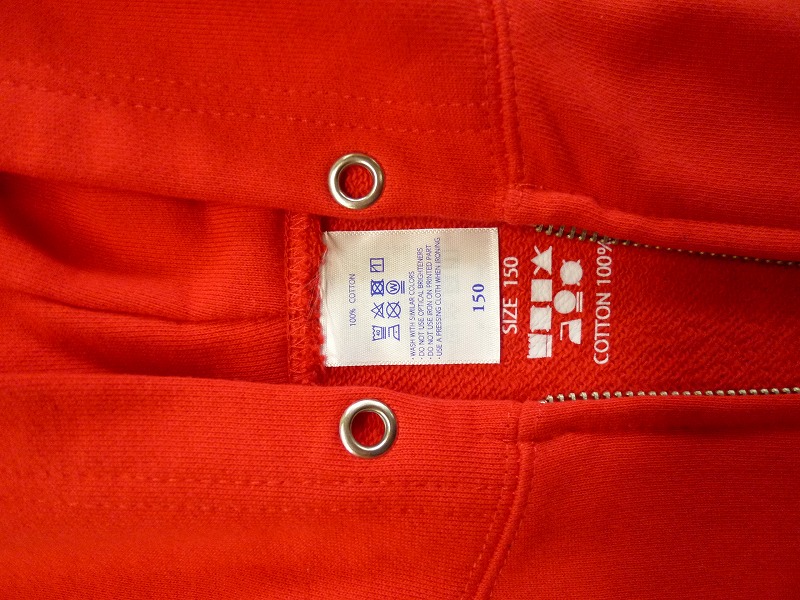 100% COTTON
40
W
• WASH WITH SIMILAR COLORS
• DO NOT USE OPTICAL BRIGHTENERS
• DO NOT USE IRON ON PRINTED PART
• USE A PRESSING CLOTH WHEN IRONING
150
SIZE 150
COTTON 100%